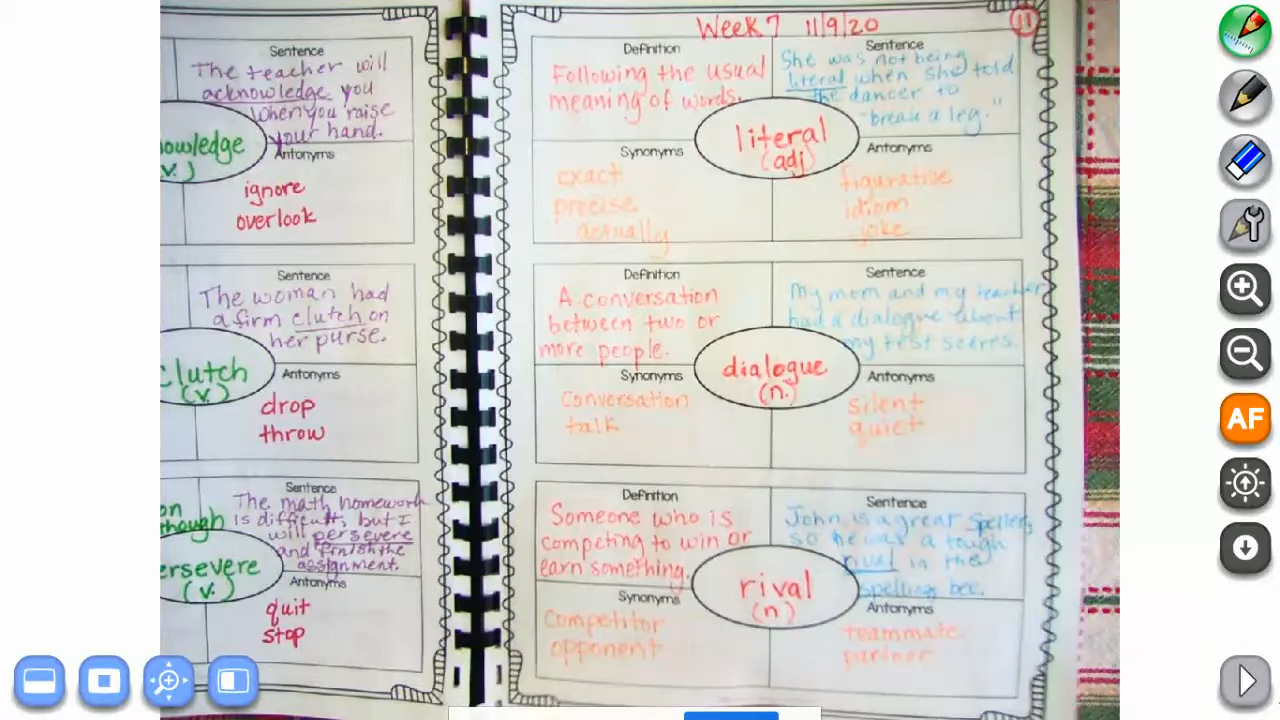 Sentence
The teacher will
acknowledge you
when you raise
your hand.
nowledge
v.)
Antonyms
ignore
overlook
Sentence
The woman had
a firm clutch on
her purse.
Clutch
(v.)
Antonyms
drop
throw
on
though
Sentence
The math homework
is difficult, but I
will persevere
and finish the
assignment.
ersevere
(v.)
Antonyms
quit
stop
Week 7 11/9/20
11
Definition
Following the usual
meaning of words.
Sentence
She was not being
literal when she told
the dancer to
"break a leg."
literal
(adj)
Synonyms
exact
precise
actually
Antonyms
figurative
idiom
joke
Definition
A conversation
between two or
more people.
Sentence
My mom and my teacher
had a dialogue about
my test scores.
dialogue
(n.)
Synonyms
Conversation
talk
Antonyms
silent
quiet
Definition
Someone who is
competing to win or
earn something.
Sentence
John is a great speller,
so he was a tough
rival in the
spelling bee.
rival
(n)
Synonyms
Competitor
opponent
Antonyms
teammate
partner
AF